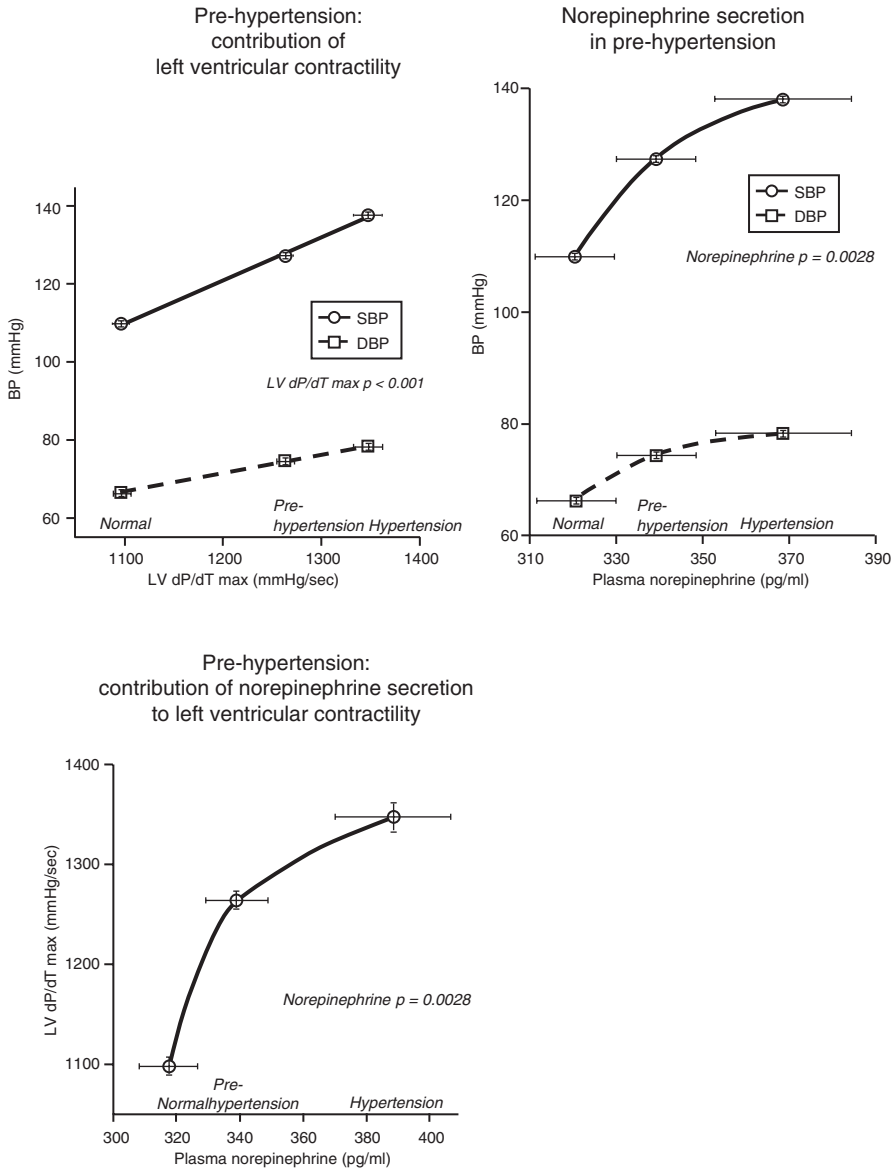 Pre-hypertension:
contribution of
left ventricular contractility
140
120
100
80
60
BP (mmHg)
SBP
DBP
LV dP/dT max p < 0.001
Normal
Pre-
hypertension
Hypertension
1100
1200
1300
1400
LV dP/dT max (mmHg/sec)
Norepinephrine secretion
in pre-hypertension
140
120
100
80
60
BP (mmHg)
SBP
DBP
Norepinephrine p = 0.0028
Normal
Pre-
hypertension
Hypertension
310
330
350
370
390
Plasma norepinephrine (pg/ml)
Pre-hypertension:
contribution of norepinephrine secretion
to left ventricular contractility
1400
1300
1200
1100
LV dP/dT max (mmHg/sec)
Norepinephrine p = 0.0028
Pre-
Normalhypertension
Hypertension
300
320
340
360
380
400
Plasma norepinephrine (pg/ml)